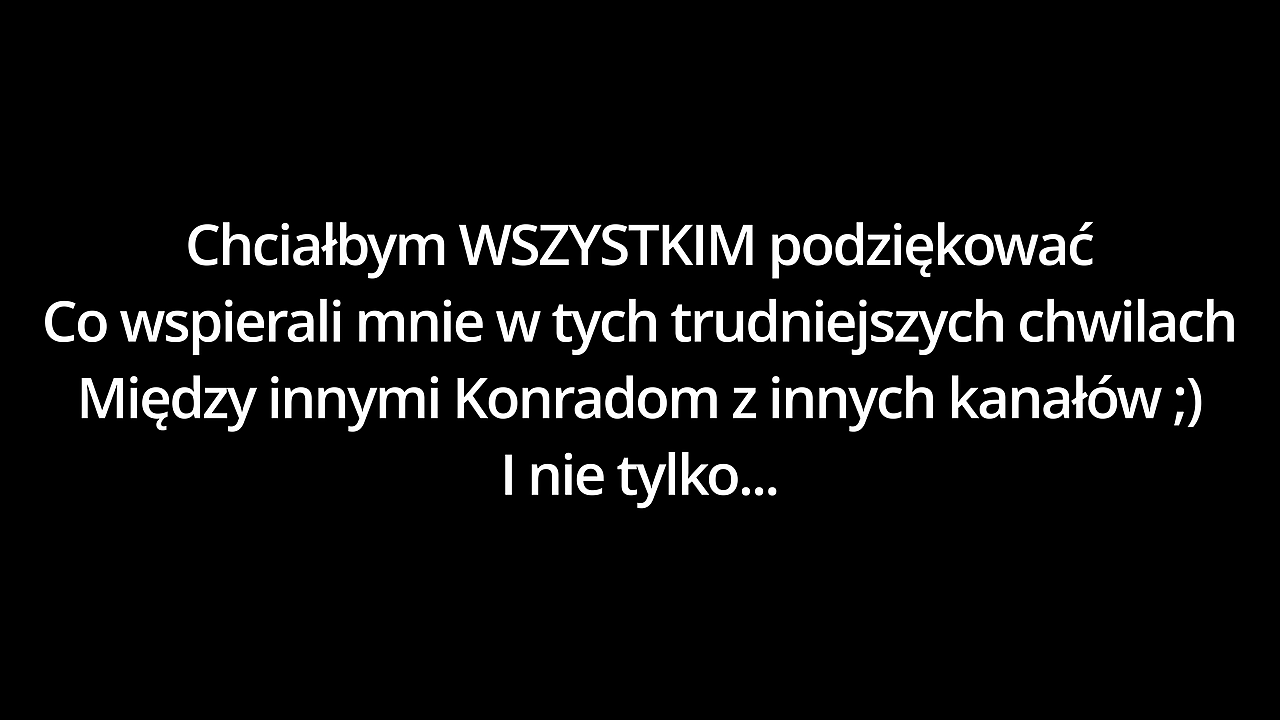 Chciałbym WSZYSTKIM podziękować
Co wspierali mnie w tych trudniejszych chwilach
Między innymi Konradom z innych kanałów ;)
I nie tylko...